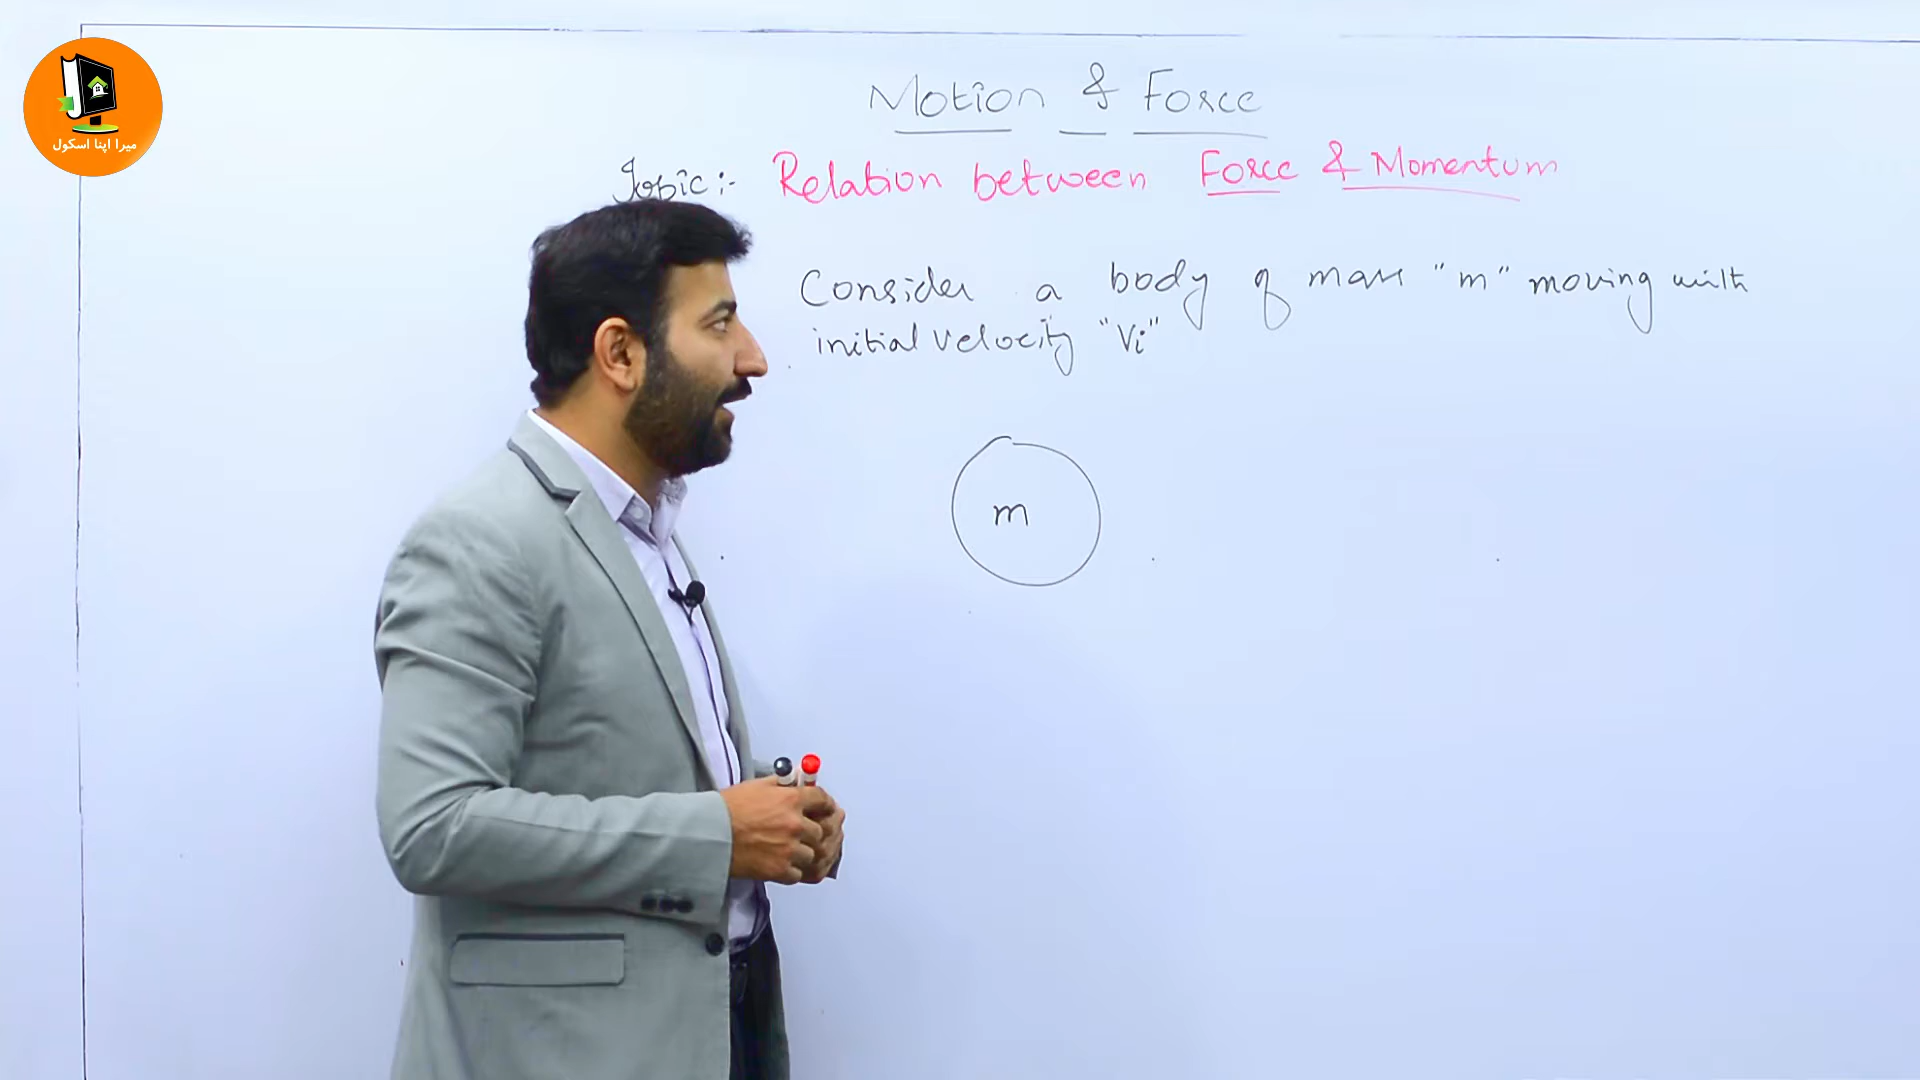 میرا اپنا اسکول
Motion & Force
Topic:- Relation between Force & Momentum
Consider a body of mass "m" moving with
initial velocity "Vi"
m